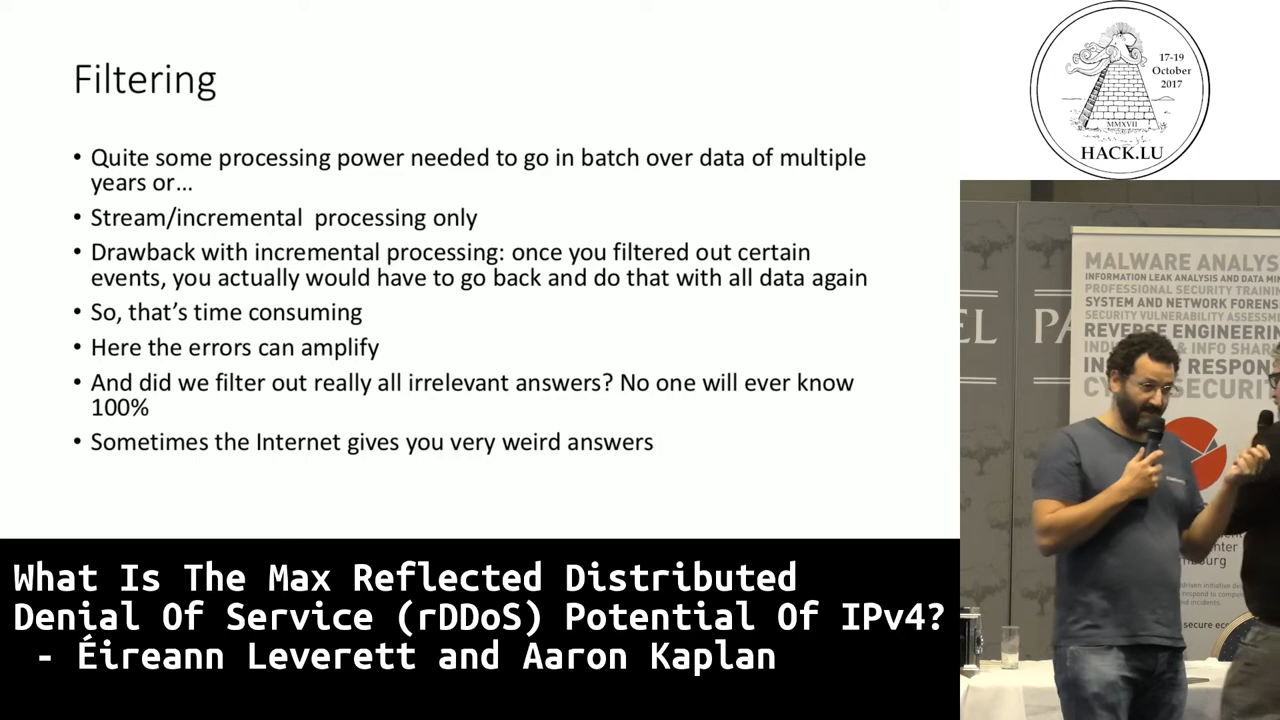 Filtering
• Quite some processing power needed to go in batch over data of multiple
years or...
• Stream/incremental  processing only
• Drawback with incremental processing: once you filtered out certain
events, you actually would have to go back and do that with all data again
• So, that's time consuming
• Here the errors can amplify
• And did we filter out really all irrelevant answers? No one will ever know
100%
• Sometimes the Internet gives you very weird answers
17-19
October
2017
MMXVII
HACK.LU
MALWARE ANALYS
INFORMATION LEAK ANALYSIS AND DATA MI
PROFESSIONAL SECURITY TRAINI
SYSTEM AND NETWORK FORENS
SECURITY VULNERABILITY ASSESSM
REVERSE ENGINEERIN
& INFO SHAR
RESPON
SECURIT
EL
PA
What Is The Max Reflected Distributed
Denial Of Service (rDDoS) Potential Of IPv4?
- Éireann Leverett and Aaron Kaplan